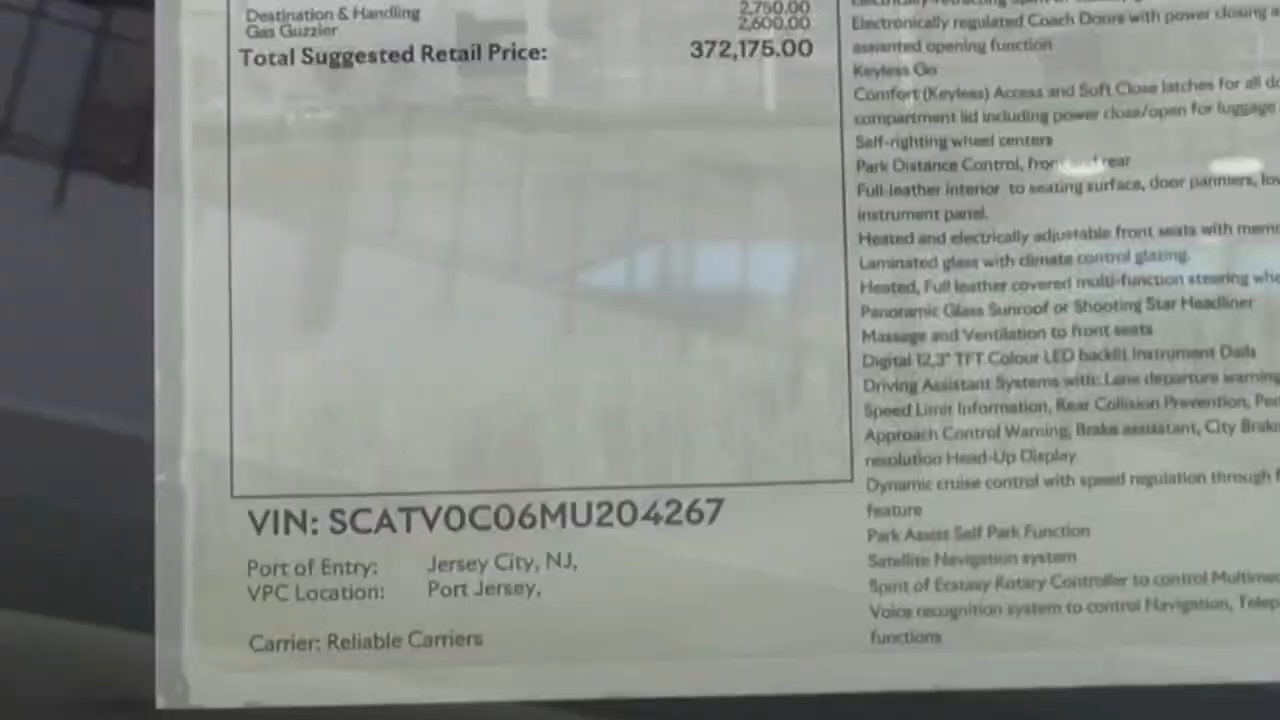 Destination & Handling 2,750.00
Gas Guzzler 2,600.00
Total Suggested Retail Price: 372,175.00
VIN: SCATV0C06MU204267
Port of Entry: Jersey City, NJ,
VPC Location: Port Jersey,
Carrier: Reliable Carriers
Electronically regulated Coach Doors with power closing
assisted opening function
Keyless Go
Comfort (Keyless) Access and Soft Close latches for all
compartment lid including power close/open for luggage
Self-righting wheel centers
Park Distance Control, front and rear
Full-leather interior to seating surface, door panniers,
instrument panel.
Heated and electrically adjustable front seats with
Laminated glass with climate control glazing.
Heated, Full leather covered multi-function steering
Panoramic Glass Sunroof or Shooting Star Headliner
Massage and Ventilation to front seats
Digital 12,3" TFT Colour LED backlit Instrument Dials
Driving Assistant Systems with: Lane departure warning
Speed Limit Information, Rear Collision Prevention,
Approach Control Warning, Brake assistant, City
resolution Head-Up Display
Dynamic cruise control with speed regulation through
feature
Park Assist Self Park Function
Satellite Navigation system
Spirit of Ecstasy Rotary Controller to control
Voice recognition system to control Navigation,
functions